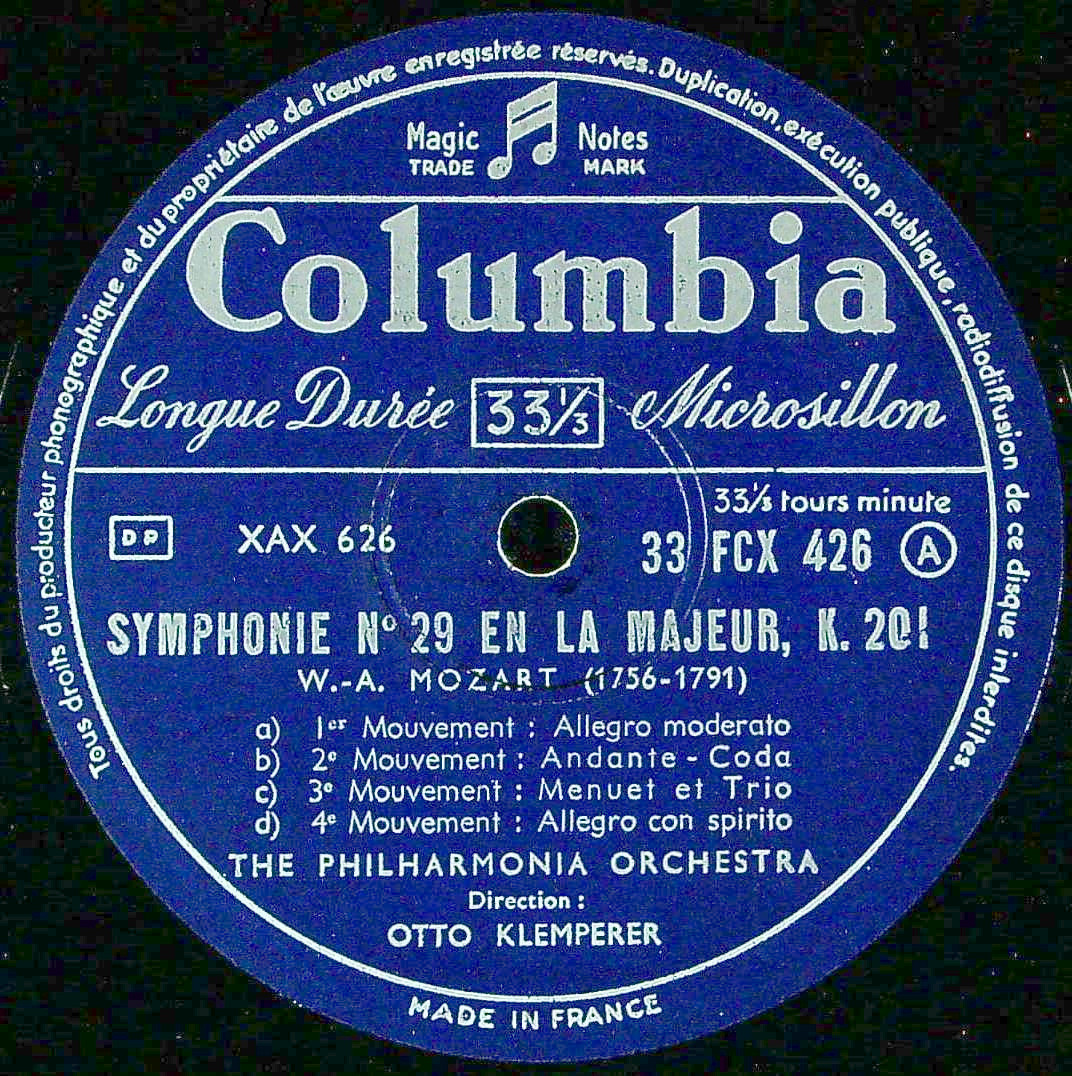 Tous droits du producteur phonographique et du propriétaire de l'œuvre enregistrée réservés. Duplication, exécution publique, radiodiffusion de ce disque interdites.
Magic Notes
TRADE MARK
Columbia
Longue Durée 33⅓ Microsillon
33⅓ tours minute
DP XAX 626 33 FCX 426 A
SYMPHONIE Nº 29 EN LA MAJEUR, K. 201
W.-A. MOZART (1756-1791)
a) 1er Mouvement : Allegro moderato
b) 2e Mouvement : Andante - Coda
c) 3e Mouvement : Menuet et Trio
d) 4e Mouvement : Allegro con spirito
THE PHILHARMONIA ORCHESTRA
Direction :
OTTO KLEMPERER
MADE IN FRANCE